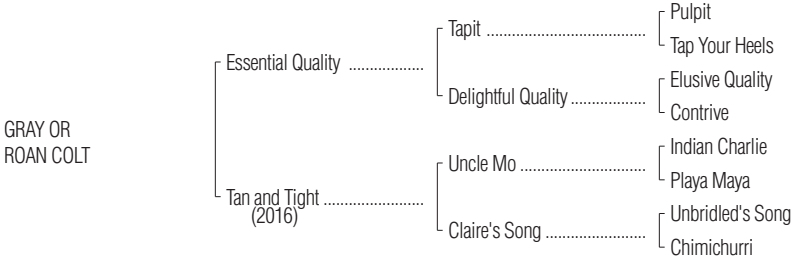 Pulpit
Tapit ......................................
Tap Your Heels
Essential Quality ..................
Elusive Quality
Delightful Quality ..................
Contrive
GRAY OR
ROAN COLT
Indian Charlie
Uncle Mo ..............................
Playa Maya
Tan and Tight ........................
(2016)
Unbridled's Song
Claire's Song ........................
Chimichurri